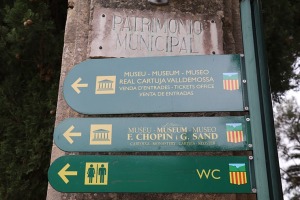 PATRIMONIO
MUNICIPAL
MUSEU - MUSEUM - MUSEO
REAL CARTUJA VALLDEMOSSA
VENDA D'ENTRADES - TICKETS OFFICE
VENTA DE ENTRADAS
MUSEU - MUSEUM - MUSEO
F. CHOPIN i G. SAND
WC